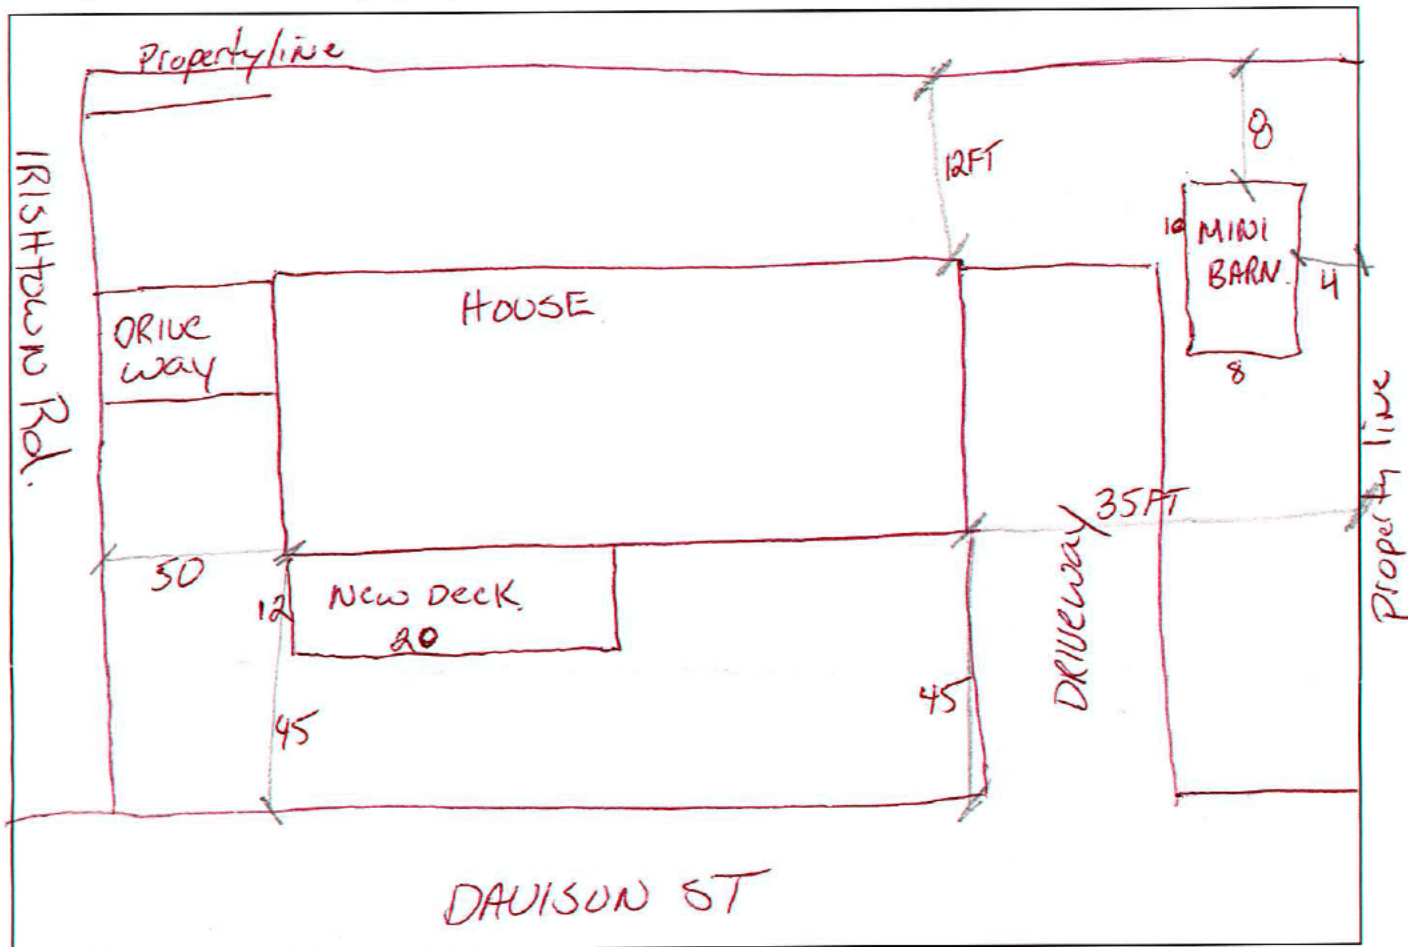 Propertyline
IRISHTOWN Rd.
12FT
8
10
MINI
BARN.
4
8
HOUSE
DRIVE
WAY
Property line
35FT
50
12
New Deck
20
45
45
DRIVEWAY
DAVISON ST